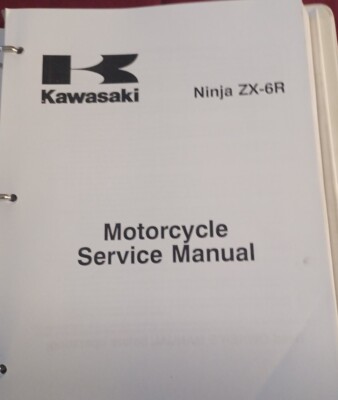 Kawasaki
Ninja ZX-6R
Motorcycle
Service Manual